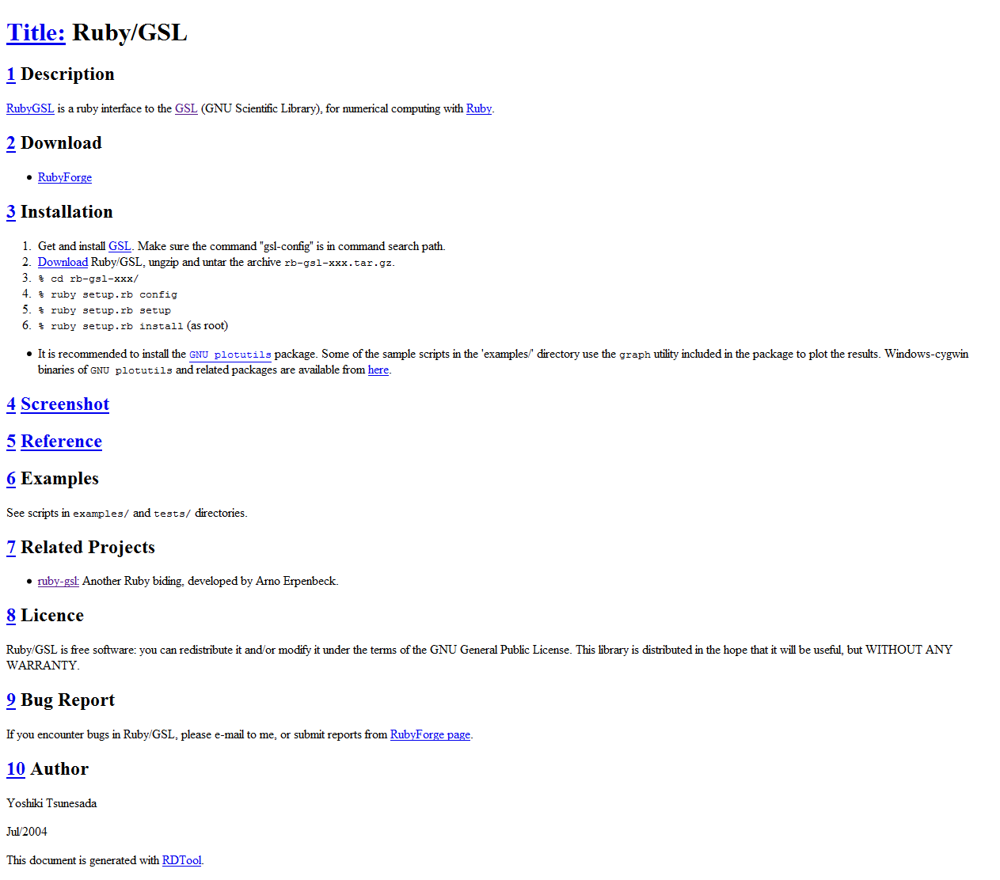 Title: Ruby/GSL
1 Description
RubyGSL is a ruby interface to the GSL (GNU Scientific Library), for numerical computing with Ruby.
2 Download
• RubyForge
3 Installation
1. Get and install GSL. Make sure the command "gsl-config" is in command search path.
2. Download Ruby/GSL, ungzip and untar the archive rb-gsl-xxx.tar.gz.
3. % cd rb-gsl-xxx/
4. % ruby setup.rb config
5. % ruby setup.rb setup
6. % ruby setup.rb install (as root)
• It is recommended to install the GNU plotutils package. Some of the sample scripts in the 'examples/' directory use the graph utility included in the package to plot the results. Windows-cygwin
binaries of GNU plotutils and related packages are available from here.
4 Screenshot
5 Reference
6 Examples
See scripts in examples/ and tests/ directories.
7 Related Projects
• ruby-gsl: Another Ruby biding, developed by Arno Erpenbeck.
8 Licence
Ruby/GSL is free software: you can redistribute it and/or modify it under the terms of the GNU General Public License. This library is distributed in the hope that it will be useful, but WITHOUT ANY
WARRANTY.
9 Bug Report
If you encounter bugs in Ruby/GSL, please e-mail to me, or submit reports from RubyForge page.
10 Author
Yoshiki Tsunesada
Jul/2004
This document is generated with RDTool.